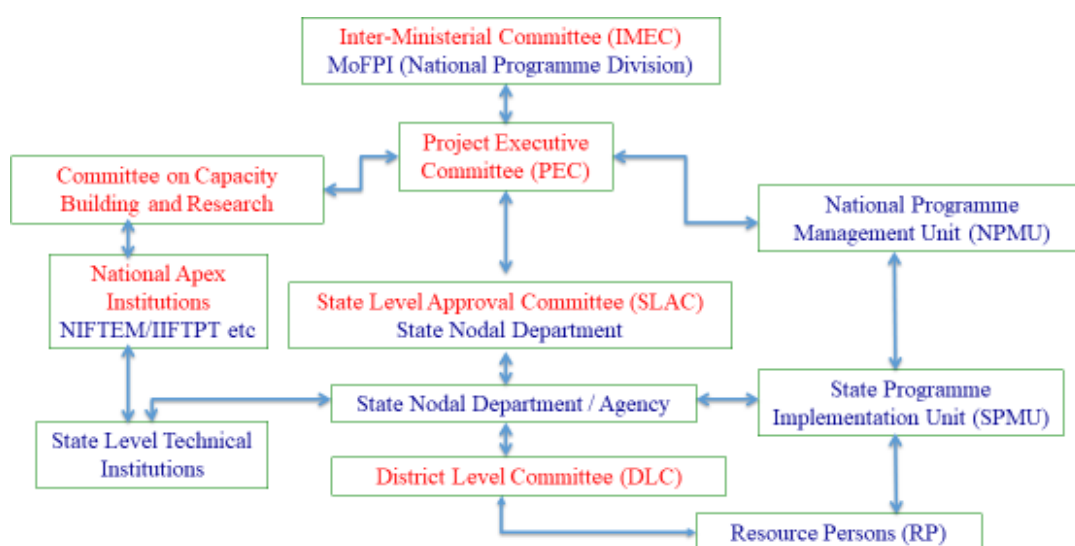 Inter-Ministerial Committee (IMEC)
MoFPI (National Programme Division)
Project Executive
Committee (PEC)
Committee on Capacity
Building and Research
National Programme
Management Unit (NPMU)
National Apex
Institutions
NIFTEM/IIFTPT etc
State Level Approval Committee (SLAC)
State Nodal Department
State Nodal Department / Agency
State Programme
Implementation Unit (SPMU)
State Level Technical
Institutions
District Level Committee (DLC)
Resource Persons (RP)